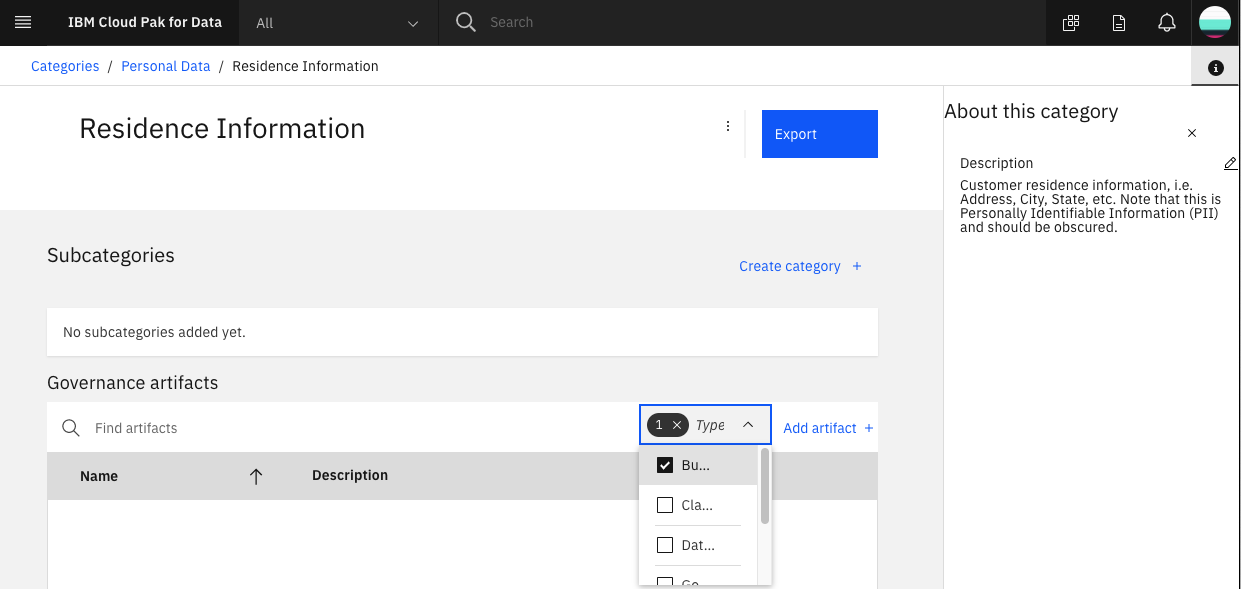 IBM Cloud Pak for Data
All
Search
Categories / Personal Data / Residence Information
Residence Information
Export
About this category
Description
Customer residence information, i.e.
Address, City, State, etc. Note that this is
Personally Identifiable Information (PII)
and should be obscured.
Subcategories
Create category +
No subcategories added yet.
Governance artifacts
Find artifacts
1 × Type
Add artifact +
Name
Description
Bu...
Cla...
Dat...
Go...